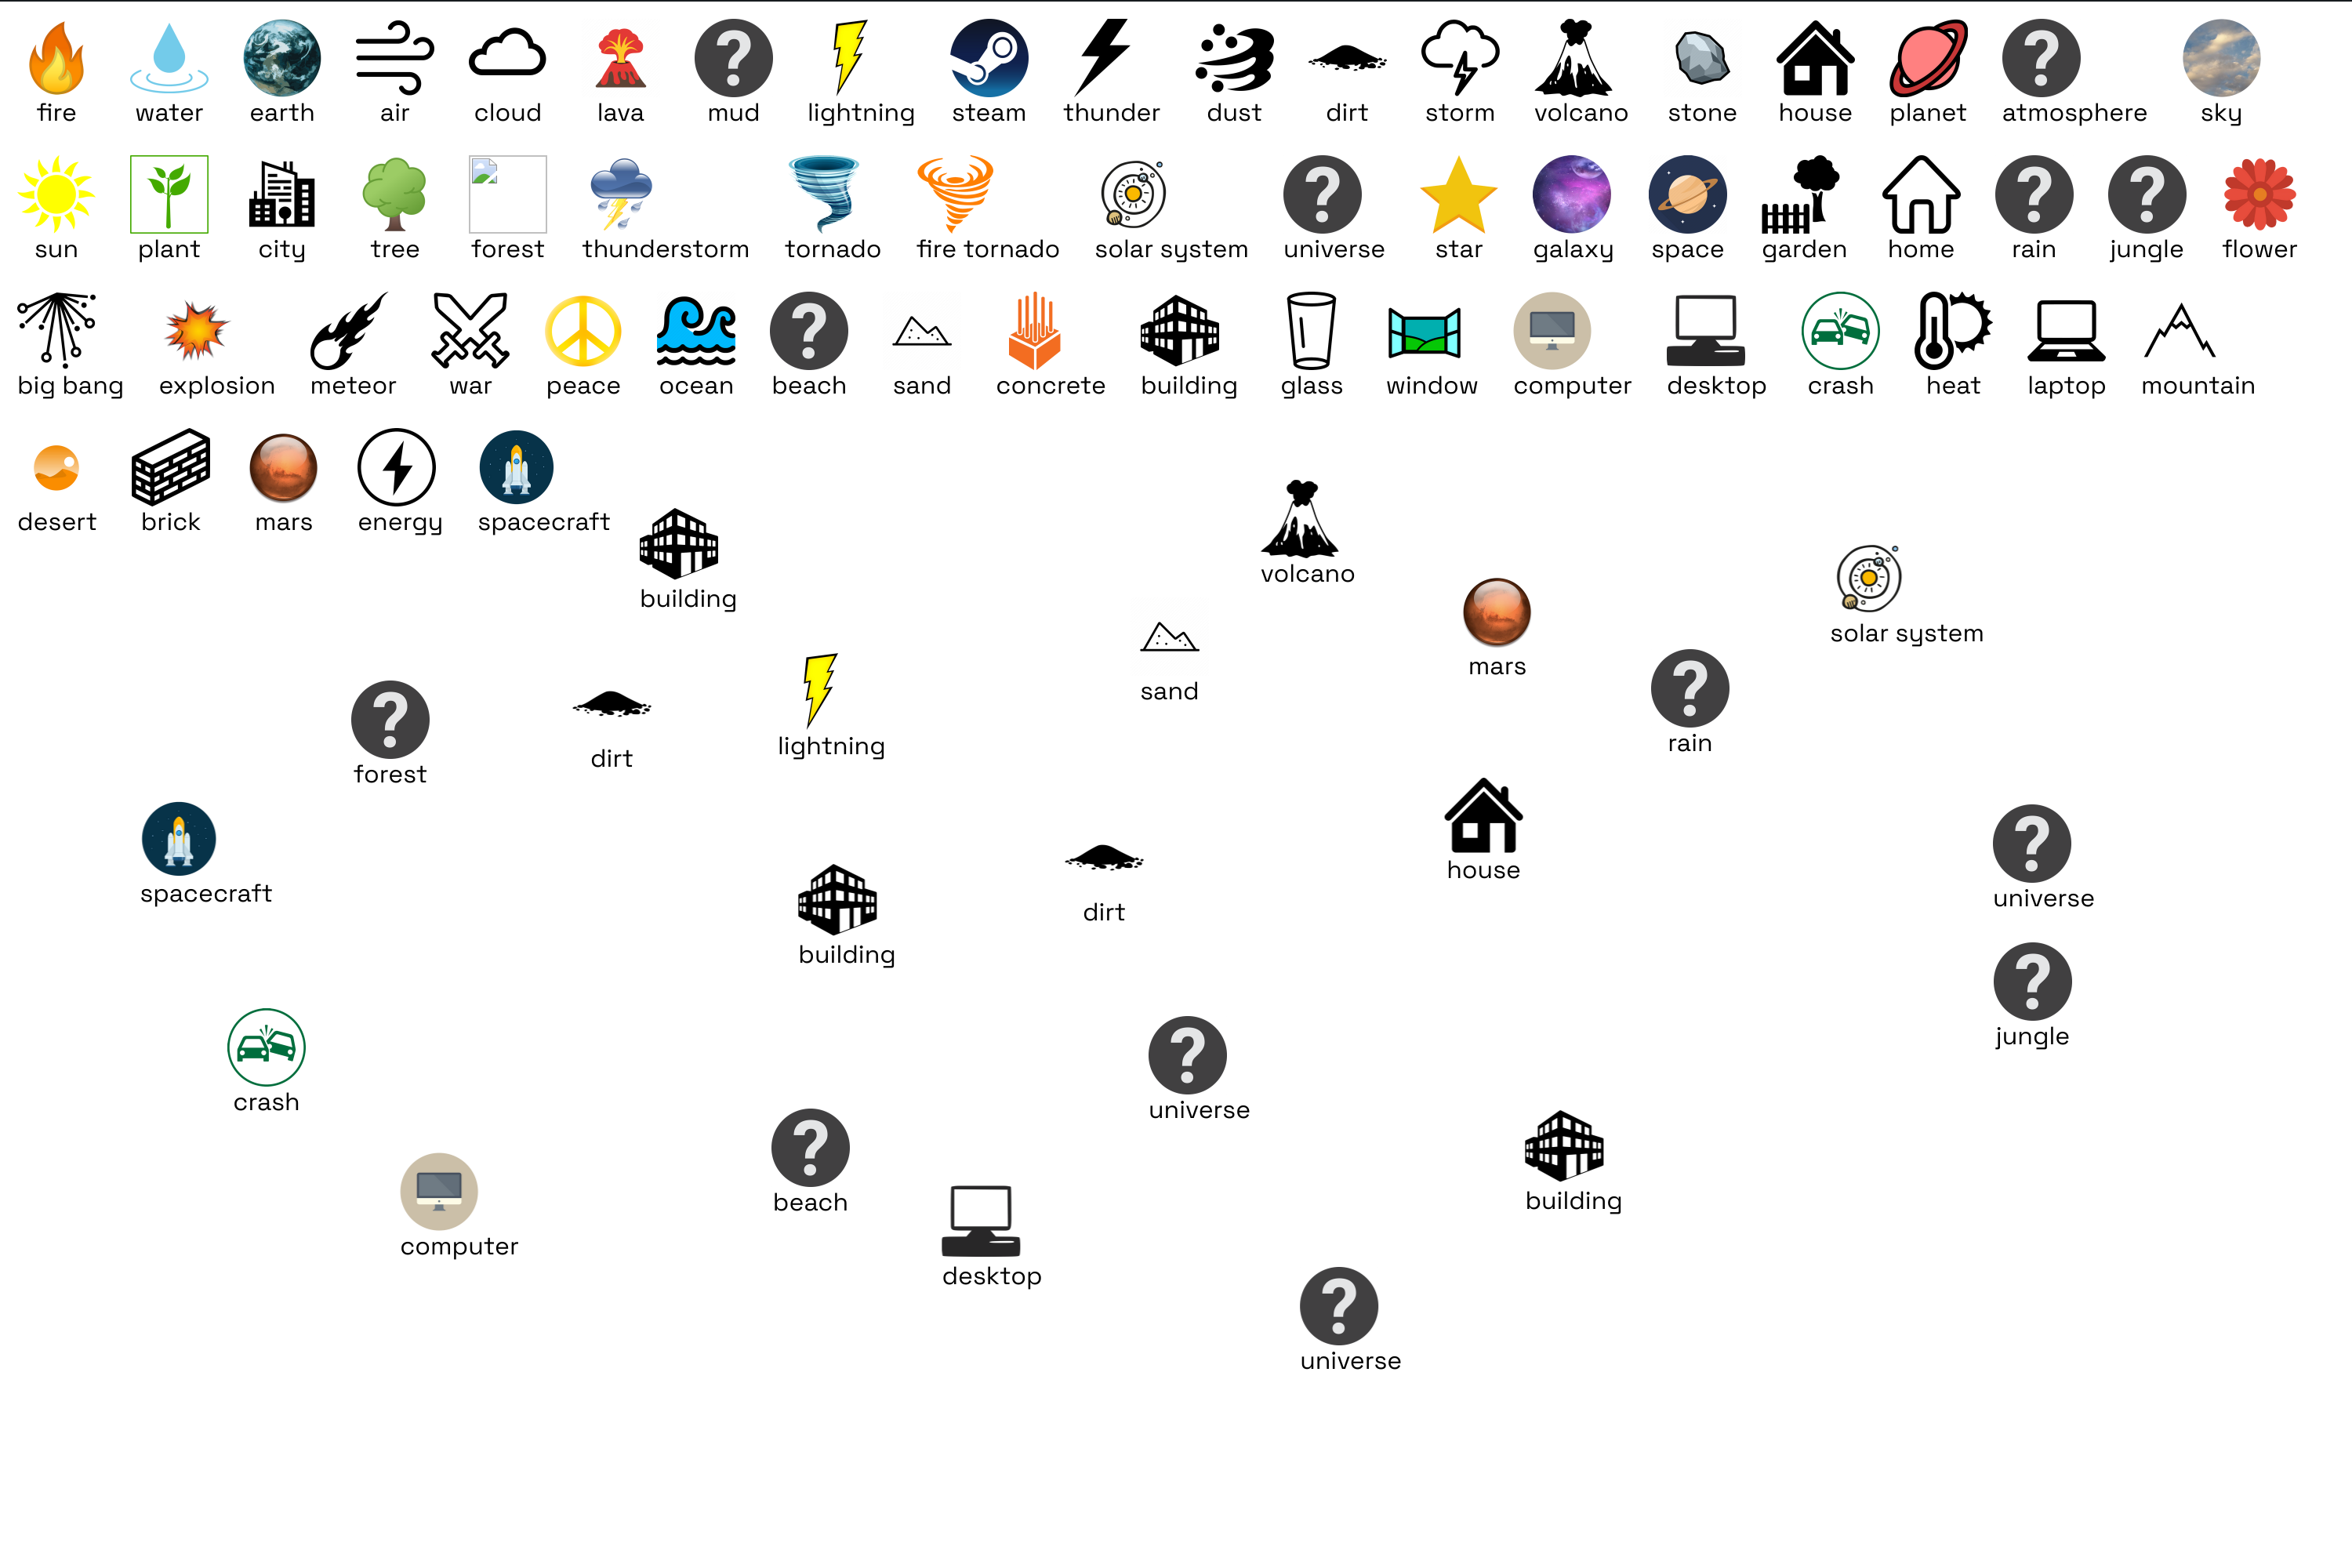 fire water earth air cloud lava mud lightning steam thunder dust dirt storm volcano stone house planet atmosphere sky
sun plant city tree forest thunderstorm tornado fire tornado solar system universe star galaxy space garden home rain jungle flower
big bang explosion meteor war peace ocean beach sand concrete building glass window computer desktop crash heat laptop mountain
desert brick mars energy spacecraft
volcano
building
solar system
mars
sand
rain
lightning
dirt
forest
house
spacecraft
universe
dirt
building
jungle
crash
universe
building
beach
computer
desktop
universe